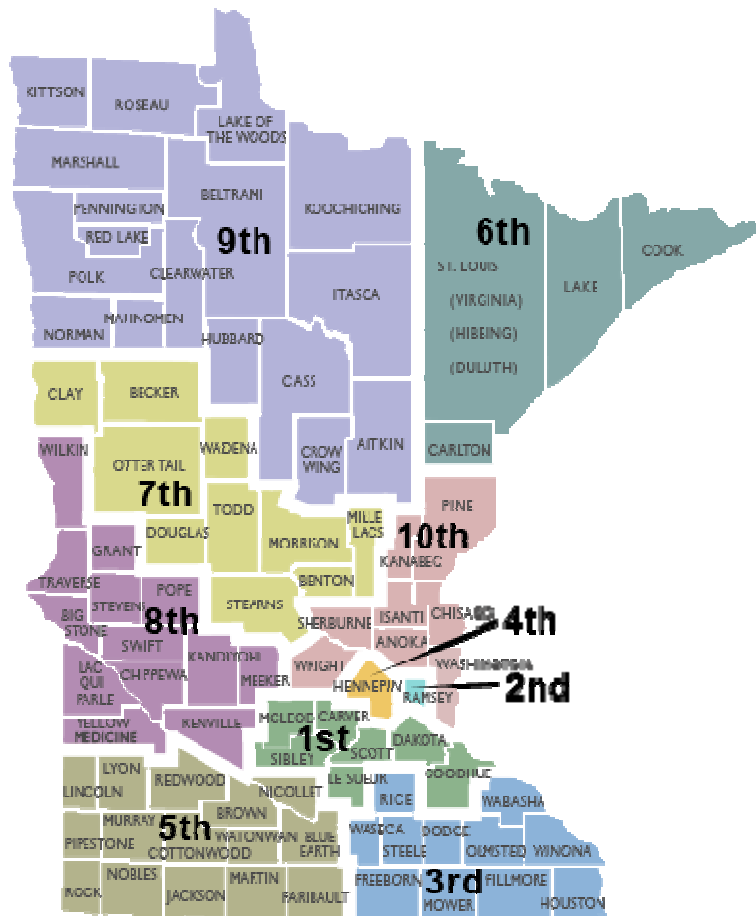 KITTSON
ROSEAU
LAKE OF
THE WOODS
MARSHALL
BELTRAMI
KOOCHICHING
PENNINGTON
RED LAKE
9th
6th
COOK
POLK
CLEARWATER
ST. LOUIS
LAKE
ITASCA
(VIRGINIA)
NORMAN
MAHNOMEN
HUBBARD
(HIBBING)
(DULUTH)
CLAY
BECKER
CASS
WILKIN
OTTER TAIL
WADENA
CROW
WING
AITKIN
CARLTON
7th
TODD
MILLE
LACS
PINE
DOUGLAS
MORRISON
10th
GRANT
KANABEC
TRAVERSE
STEVENS
POPE
BENTON
BIG
STONE
8th
STEARNS
SHERBURNE
ISANTI
4th
SWIFT
ANOKA
LAC
QUI
PARLE
CHIPPEWA
KANDIYOHI
MEEKER
WRIGHT
HENNEPIN
RAMSEY
2nd
YELLOW
MEDICINE
RENVILLE
MCLEOD
CARVER
1st
SCOTT
DAKOTA
SIBLEY
LE SUEUR
GOODHUE
LYON
LINCOLN
REDWOOD
NICOLLET
RICE
WABASHA
MURRAY
BROWN
5th
PIPESTONE
COTTONWOOD
WATONWAN
BLUE
EARTH
WASECA
STEELE
DODGE
OLMSTED
WINONA
ROCK
NOBLES
JACKSON
MARTIN
FARIBAULT
FREEBORN
3rd
MOWER
FILLMORE
HOUSTON